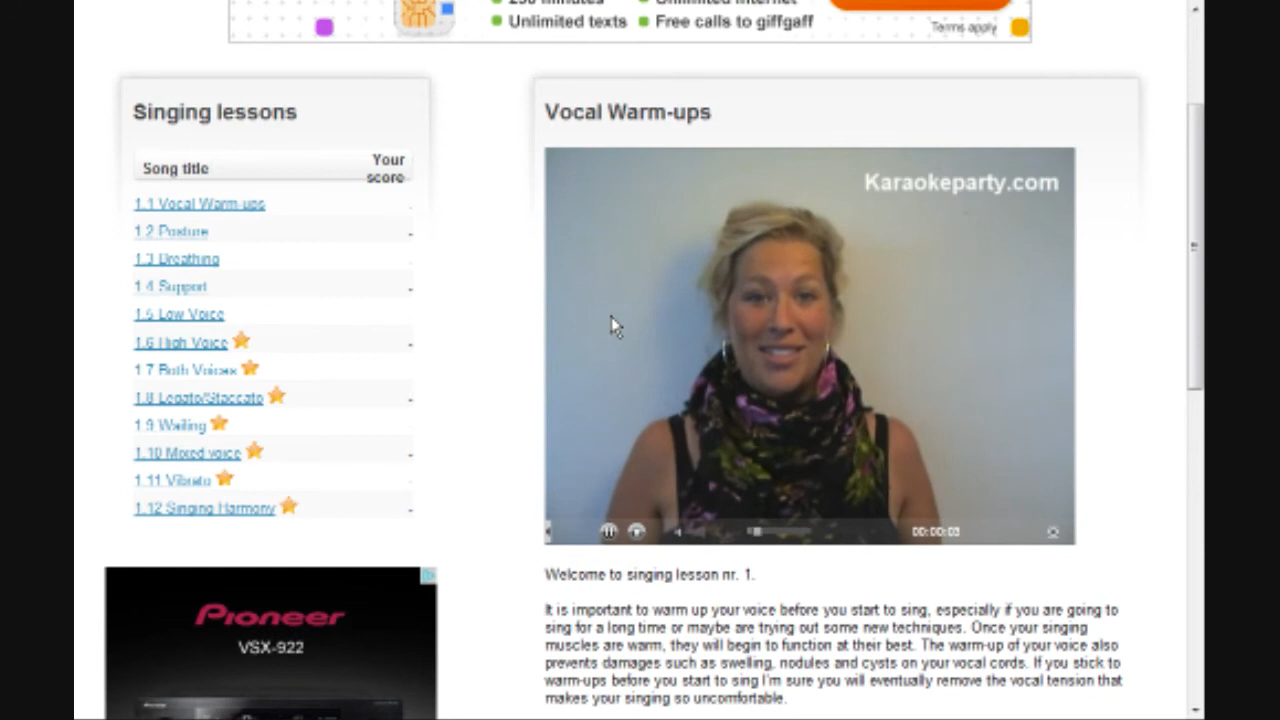 250 minutes
Unlimited internet
Unlimited texts
Free calls to giffgaff
Terms apply
Singing lessons
Song title
Your score
1.1 Vocal Warm-ups
1.2 Posture
1.3 Breathing
1.4 Support
1.5 Low Voice
1.6 High Voice
1.7 Both Voices
1.8 Legato/Staccato
1.9 Wailing
1.10 Mixed voice
1.11 Vibrato
1.12 Singing Harmony
Pioneer
VSX-922
Vocal Warm-ups
Karaokeparty.com
00:00:03
Welcome to singing lesson nr. 1.
It is important to warm up your voice before you start to sing, especially if you are going to
sing for a long time or maybe are trying out some new techniques. Once your singing
muscles are warm, they will begin to function at their best. The warm-up of your voice also
prevents damages such as swelling, nodules and cysts on your vocal cords. If you stick to
warm-ups before you start to sing I'm sure you will eventually remove the vocal tension that
makes your singing so uncomfortable.